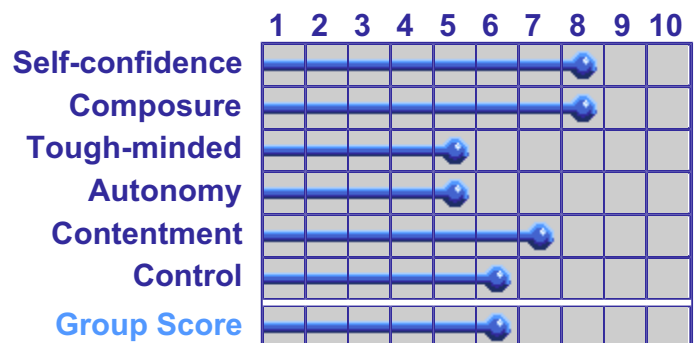 1 2 3 4 5 6 7 8 9 10
Self-confidence
Composure
Tough-minded
Autonomy
Contentment
Control
Group Score